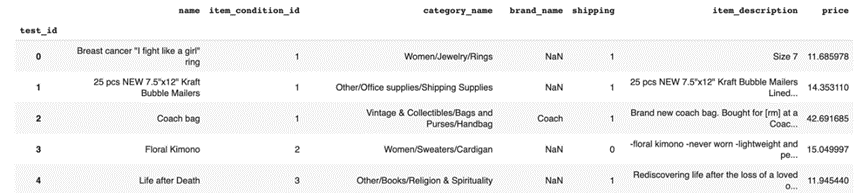 name item_condition_id category_name brand_name shipping item_description price
test_id
0 Breast cancer "I fight like a girl" ring 1 Women/Jewelry/Rings NaN 1 Size 7 11.685978
1 25 pcs NEW 7.5"x12" Kraft Bubble Mailers 1 Other/Office supplies/Shipping Supplies NaN 1 25 pcs NEW 7.5"x12" Kraft Bubble Mailers Lined... 14.353110
2 Coach bag 1 Vintage & Collectibles/Bags and Purses/Handbag Coach 1 Brand new coach bag. Bought for [rm] at a Coac... 42.691685
3 Floral Kimono 2 Women/Sweaters/Cardigan NaN 0 -floral kimono -never worn -lightweight and pe... 15.049997
4 Life after Death 3 Other/Books/Religion & Spirituality NaN 1 Rediscovering life after the loss of a loved o... 11.945440